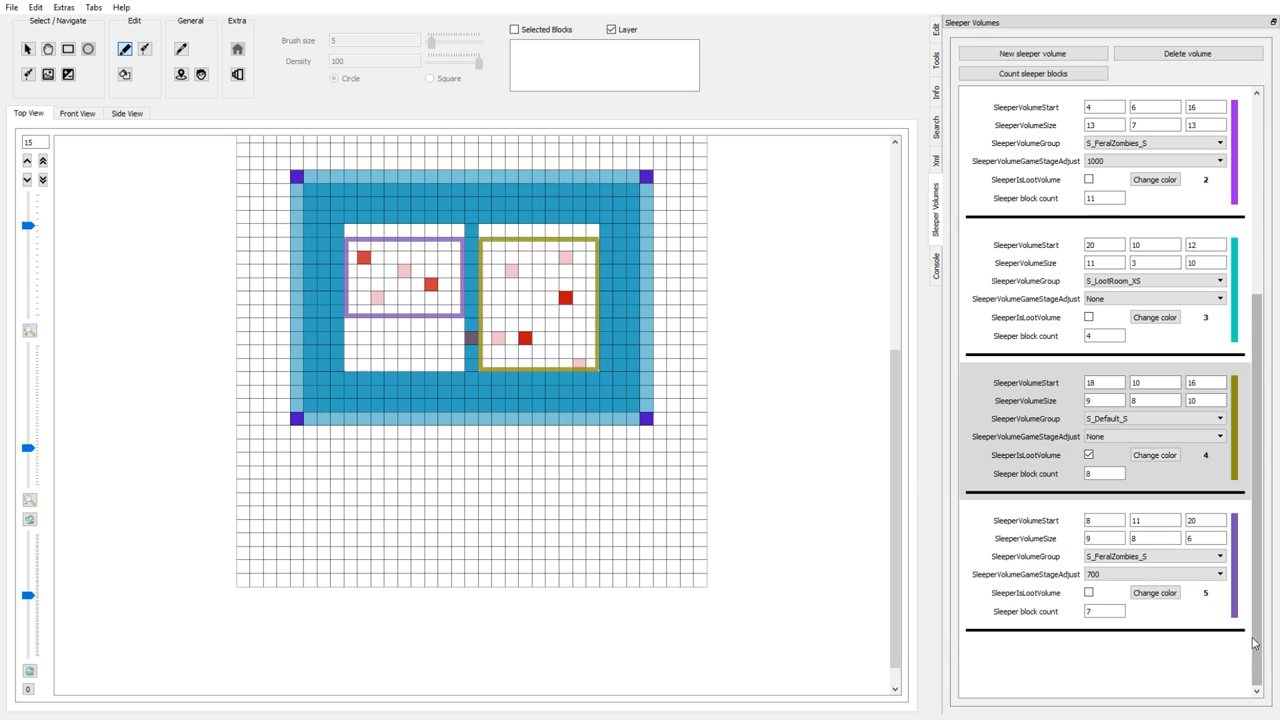 File Edit Extras Tabs Help
Select / Navigate Edit General Extra
Brush size 5
Density 100
Circle Square
Selected Blocks Layer
Top View Front View Side View
15
0
Edit
Tools
Info
Search
Xml
Sleeper Volumes
Console
Sleeper Volumes
New sleeper volume Delete volume
Count sleeper blocks
SleeperVolumeStart 4 6 16
SleeperVolumeSize 13 7 13
SleeperVolumeGroup S_FeralZombies_S
SleeperVolumeGameStageAdjust 1000
SleeperIsLootVolume Change color 2
Sleeper block count 11
SleeperVolumeStart 20 10 12
SleeperVolumeSize 11 3 10
SleeperVolumeGroup S_LootRoom_XS
SleeperVolumeGameStageAdjust None
SleeperIsLootVolume Change color 3
Sleeper block count 4
SleeperVolumeStart 18 10 16
SleeperVolumeSize 9 8 10
SleeperVolumeGroup S_Default_S
SleeperVolumeGameStageAdjust None
SleeperIsLootVolume Change color 4
Sleeper block count 8
SleeperVolumeStart 8 11 20
SleeperVolumeSize 9 8 6
SleeperVolumeGroup S_FeralZombies_S
SleeperVolumeGameStageAdjust 700
SleeperIsLootVolume Change color 5
Sleeper block count 7